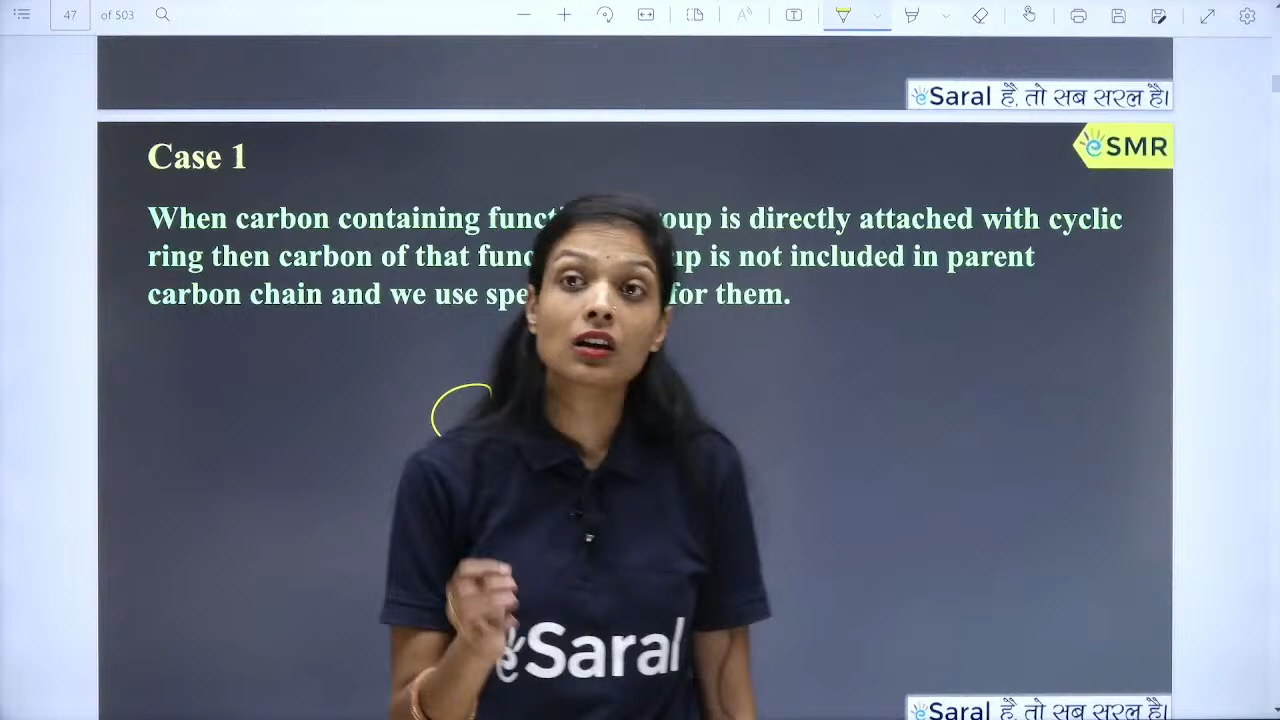 47 of 503
eSaral है, तो सब सरल है।
Case 1
eSMR
When carbon containing functi oup is directly attached with cyclic
ring then carbon of that func up is not included in parent
carbon chain and we use spe for them.
eSaral
eSaral है, तो सब सरल है।